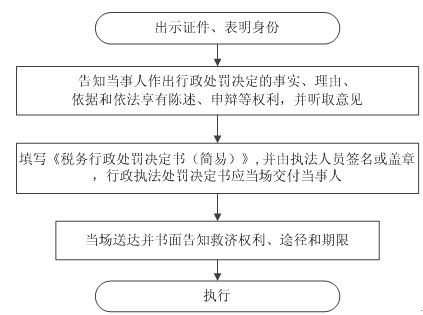 出示证件、表明身份
告知当事人作出行政处罚决定的事实、理由、
依据和依法享有陈述、申辩等权利，并听取意见
填写《税务行政处罚决定书（简易）》,并由执法人员签名或盖章
，行政执法处罚决定书应当场交付当事人
当场送达并书面告知救济权利、途径和期限
执行